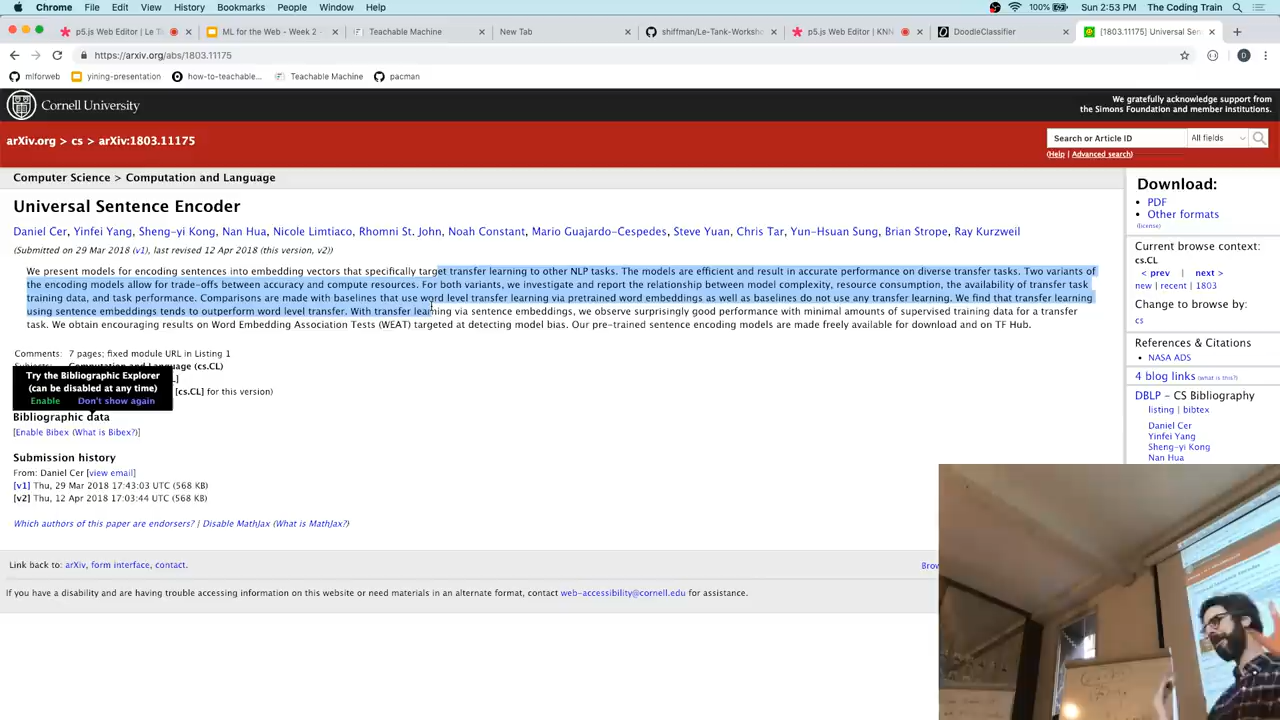 Chrome File Edit View History Bookmarks People Window Help 100% Sun 2:53 PM The Coding Train
p5.js Web Editor | Le T ML for the Web - Week 2 - Teachable Machine New Tab shiffman/Le-Tank-Worksho p5.js Web Editor | KNN DoodleClassifier [1803.11175] Universal Sen
https://arxiv.org/abs/1803.11175
mlforweb yining-presentation how-to-teachable... Teachable Machine pacman
Cornell University
We gratefully acknowledge support from
the Simons Foundation and member institutions.
arXiv.org > cs > arXiv:1803.11175
Search or Article ID All fields
(Help | Advanced search)
Computer Science > Computation and Language
Universal Sentence Encoder
Daniel Cer, Yinfei Yang, Sheng-yi Kong, Nan Hua, Nicole Limtiaco, Rhomni St. John, Noah Constant, Mario Guajardo-Cespedes, Steve Yuan, Chris Tar, Yun-Hsuan Sung, Brian Strope, Ray Kurzweil
(Submitted on 29 Mar 2018 (v1), last revised 12 Apr 2018 (this version, v2))
We present models for encoding sentences into embedding vectors that specifically target transfer learning to other NLP tasks. The models are efficient and result in accurate performance on diverse transfer tasks. Two variants of
the encoding models allow for trade-offs between accuracy and compute resources. For both variants, we investigate and report the relationship between model complexity, resource consumption, the availability of transfer task
training data, and task performance. Comparisons are made with baselines that use word level transfer learning via pretrained word embeddings as well as baselines do not use any transfer learning. We find that transfer learning
using sentence embeddings tends to outperform word level transfer. With transfer learning via sentence embeddings, we observe surprisingly good performance with minimal amounts of supervised training data for a transfer
task. We obtain encouraging results on Word Embedding Association Tests (WEAT) targeted at detecting model bias. Our pre-trained sentence encoding models are made freely available for download and on TF Hub.
Comments: 7 pages; fixed module URL in Listing 1
Subjects: Computation and Language (cs.CL)
]
[cs.CL] for this version)
Try the Bibliographic Explorer
(can be disabled at any time)
Enable Don't show again
Bibliographic data
[Enable Bibex (What is Bibex?)]
Submission history
From: Daniel Cer [view email]
[v1] Thu, 29 Mar 2018 17:43:03 UTC (568 KB)
[v2] Thu, 12 Apr 2018 17:03:44 UTC (568 KB)
Which authors of this paper are endorsers? | Disable MathJax (What is MathJax?)
Link back to: arXiv, form interface, contact.
Brow
If you have a disability and are having trouble accessing information on this website or need materials in an alternate format, contact web-accessibility@cornell.edu for assistance.
Download:
• PDF
• Other formats
(license)
Current browse context:
cs.CL
< prev | next >
new | recent | 1803
Change to browse by:
cs
References & Citations
• NASA ADS
4 blog links (what is this?)
DBLP - CS Bibliography
listing | bibtex
Daniel Cer
Yinfei Yang
Sheng-yi Kong
Nan Hua